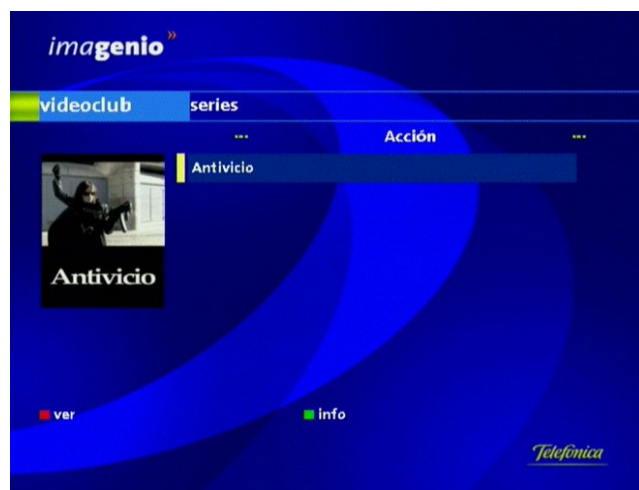 imagenio»
videoclub series
... Acción ...
Antivicio
Antivicio
ver info
Telefónica